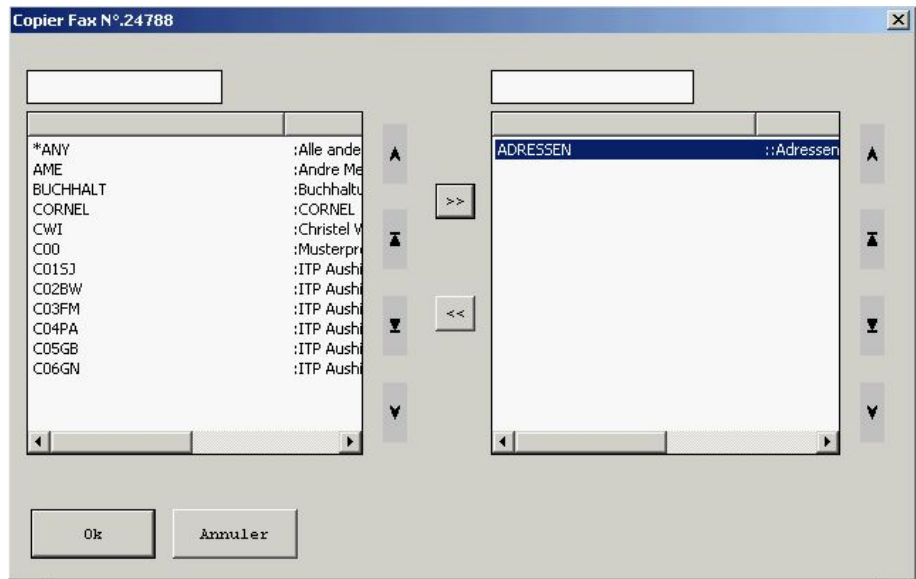 Copier Fax N°.24788
*ANY :Alle ande
AME :Andre Me
BUCHHALT :Buchhaltu
CORNEL :CORNEL
CWI :Christel W
C00 :Musterpre
C01SJ :ITP Aushi
C02BW :ITP Aushi
C03FM :ITP Aushi
C04PA :ITP Aushi
C05GB :ITP Aushi
C06GN :ITP Aushi
>>
<<
ADRESSEN ::Adressen
Ok
Annuler